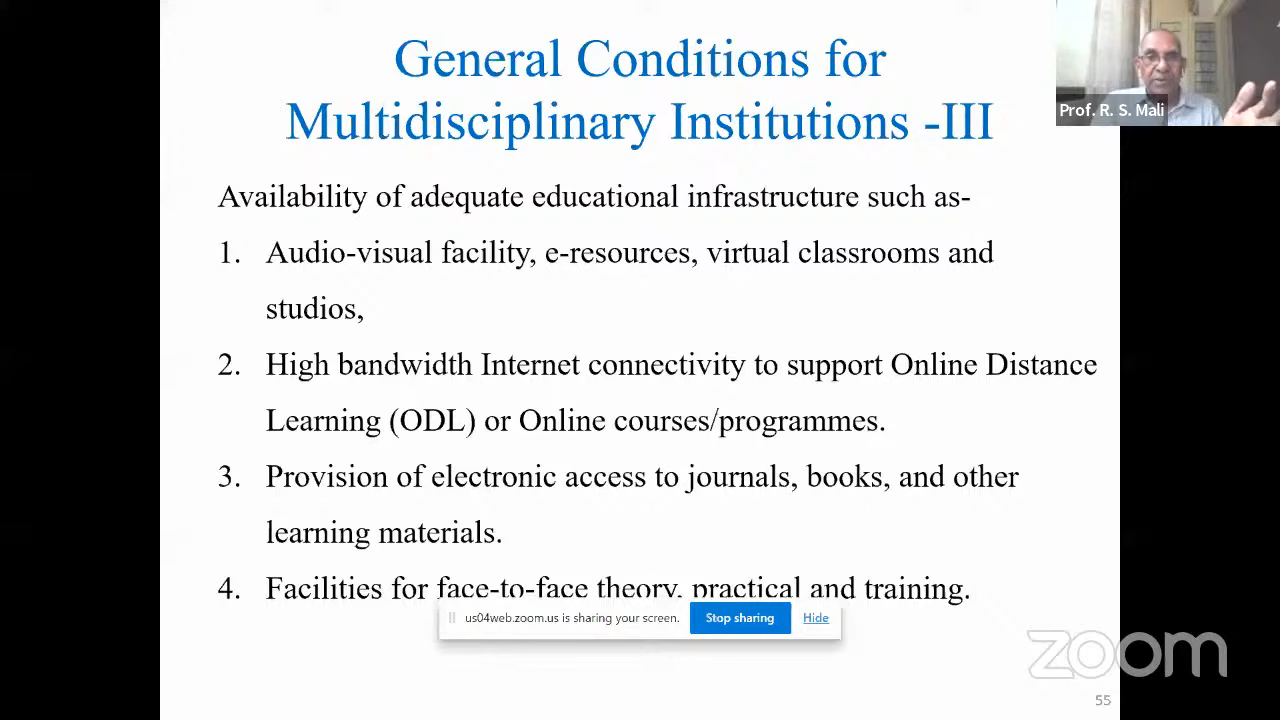 General Conditions for
Multidisciplinary Institutions -III
Prof. R. S. Mali
Availability of adequate educational infrastructure such as-
1. Audio-visual facility, e-resources, virtual classrooms and
studios,
2. High bandwidth Internet connectivity to support Online Distance
Learning (ODL) or Online courses/programmes.
3. Provision of electronic access to journals, books, and other
learning materials.
4. Facilities for face-to-face theory, practical and training.
us04web.zoom.us is sharing your screen. Stop sharing Hide
zoom
55